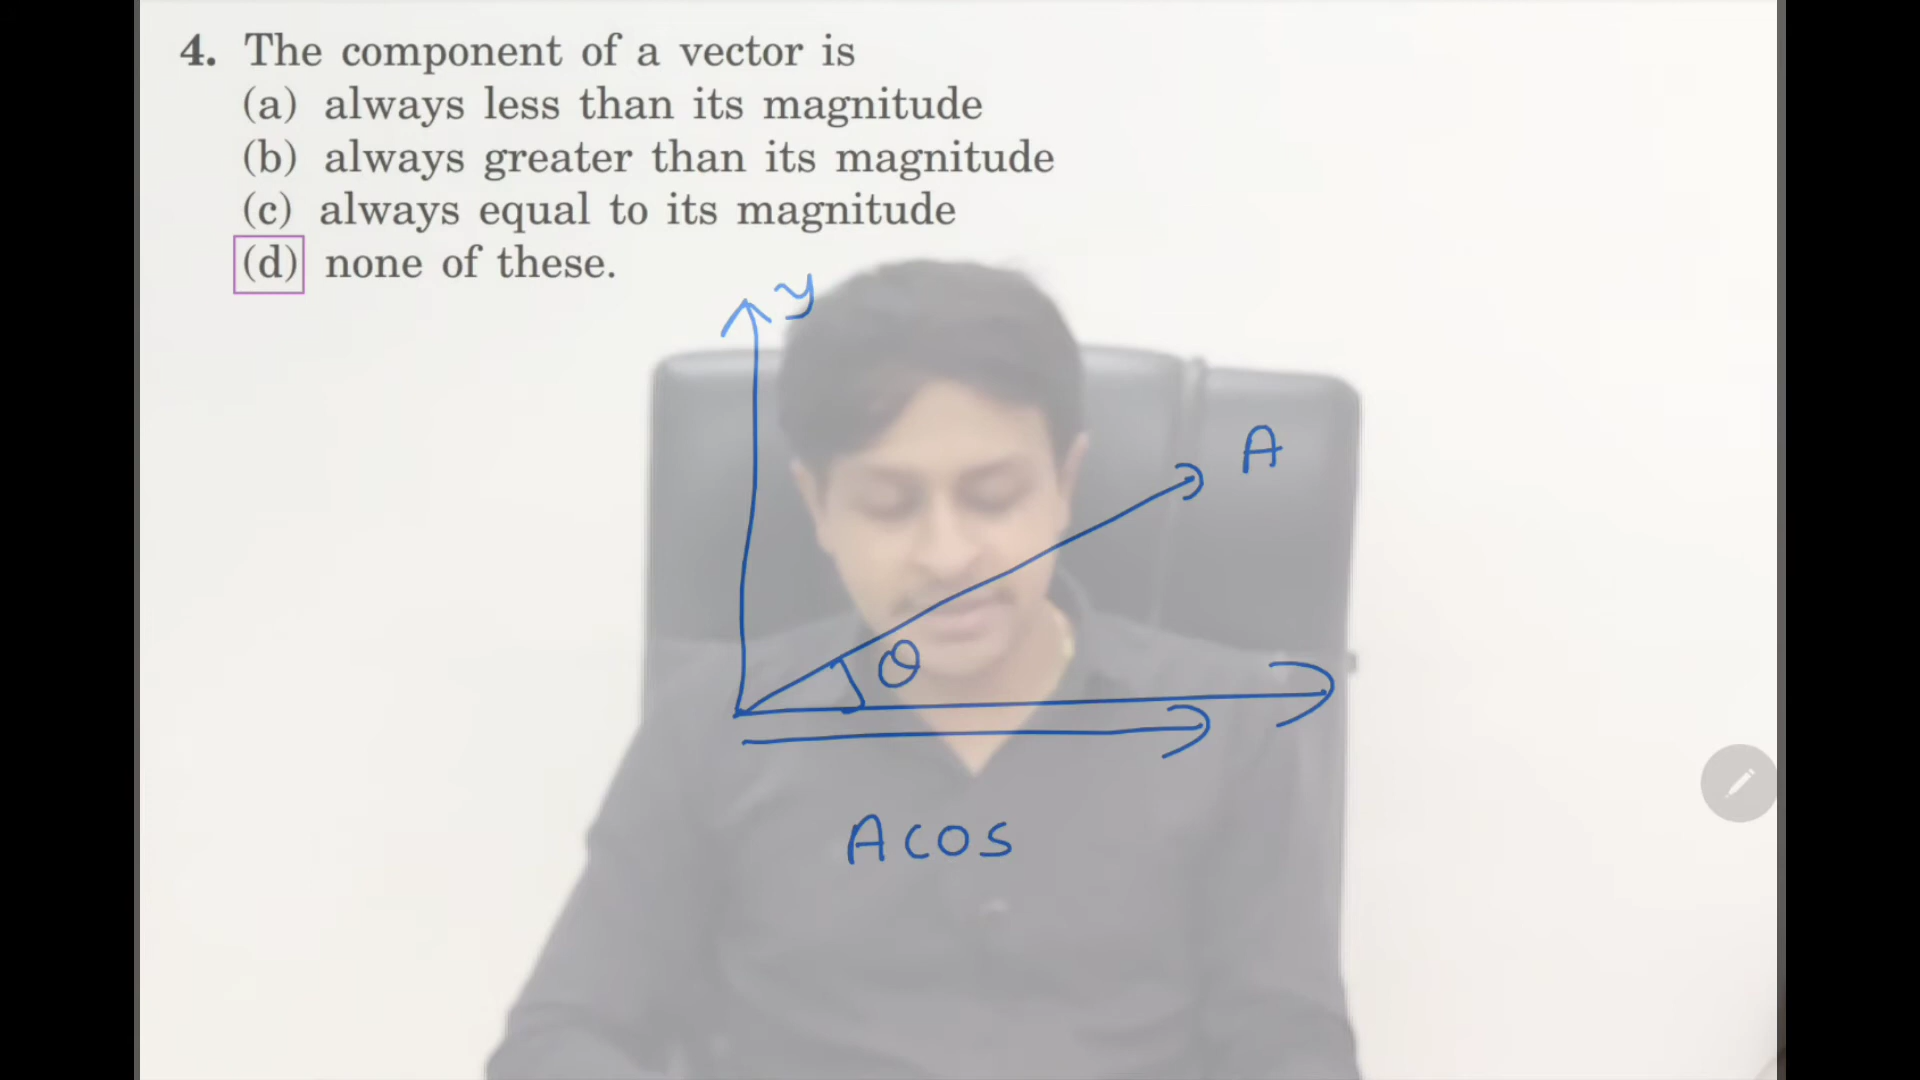 4. The component of a vector is
(a) always less than its magnitude
(b) always greater than its magnitude
(c) always equal to its magnitude
(d) none of these.
y
A
θ
A cos